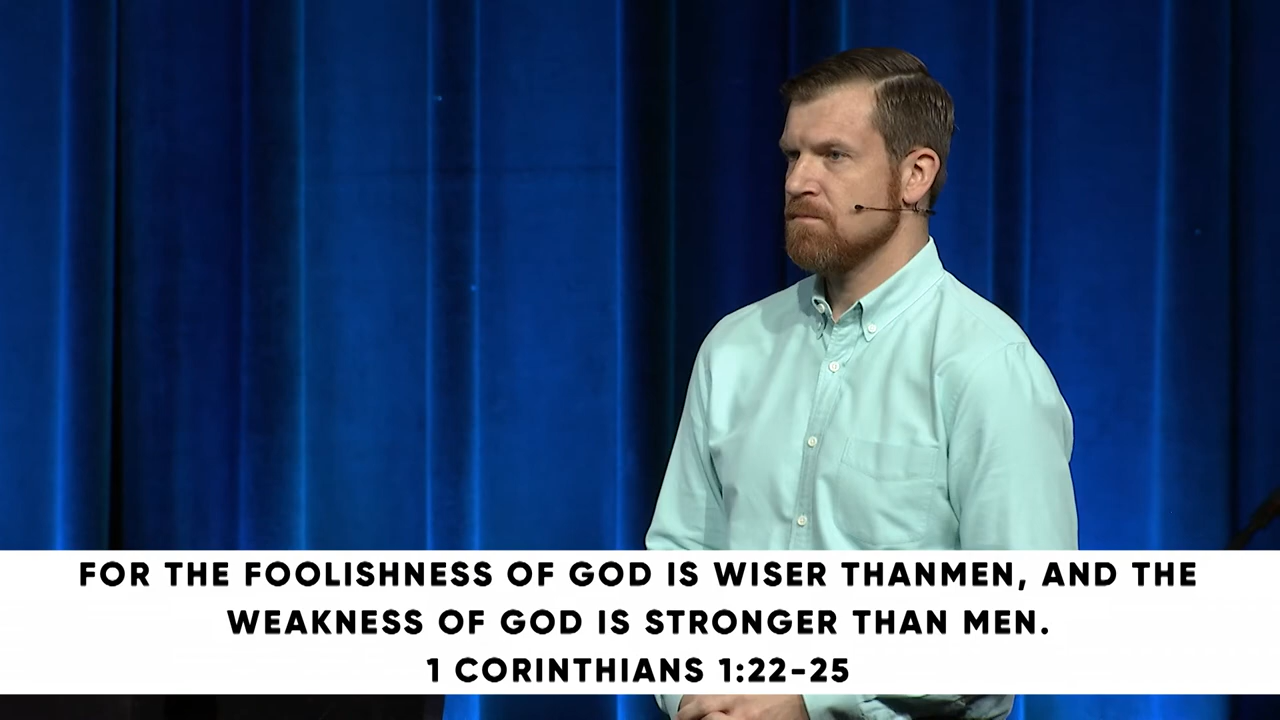 FOR THE FOOLISHNESS OF GOD IS WISER THANMEN, AND THE
WEAKNESS OF GOD IS STRONGER THAN MEN.
1 CORINTHIANS 1:22-25